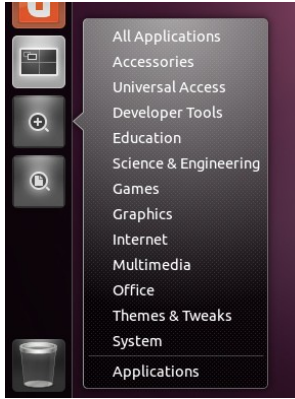 All Applications
Accessories
Universal Access
Developer Tools
Education
Science & Engineering
Games
Graphics
Internet
Multimedia
Office
Themes & Tweaks
System
Applications